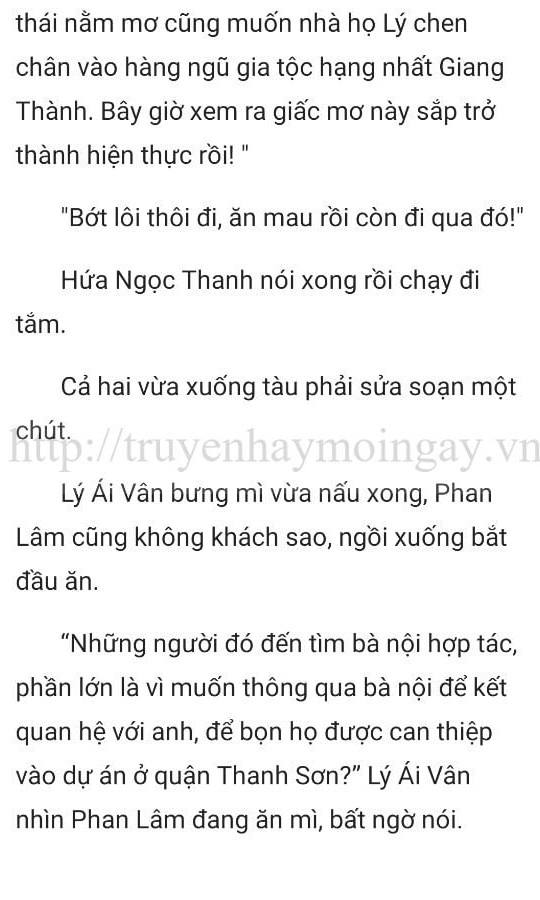 thái nằm mơ cũng muốn nhà họ Lý chen
chân vào hàng ngũ gia tộc hạng nhất Giang
Thành. Bây giờ xem ra giấc mơ này sắp trở
thành hiện thực rồi! "
"Bớt lôi thôi đi, ăn mau rồi còn đi qua đó!"
Hứa Ngọc Thanh nói xong rồi chạy đi
tắm.
Cả hai vừa xuống tàu phải sửa soạn một
chút.
http://truyenhaymoingay.vn
Lý Ái Vân bưng mì vừa nấu xong, Phan
Lâm cũng không khách sao, ngồi xuống bắt
đầu ăn.
“Những người đó đến tìm bà nội hợp tác,
phần lớn là vì muốn thông qua bà nội để kết
quan hệ với anh, để bọn họ được can thiệp
vào dự án ở quận Thanh Sơn?” Lý Ái Vân
nhìn Phan Lâm đang ăn mì, bất ngờ nói.